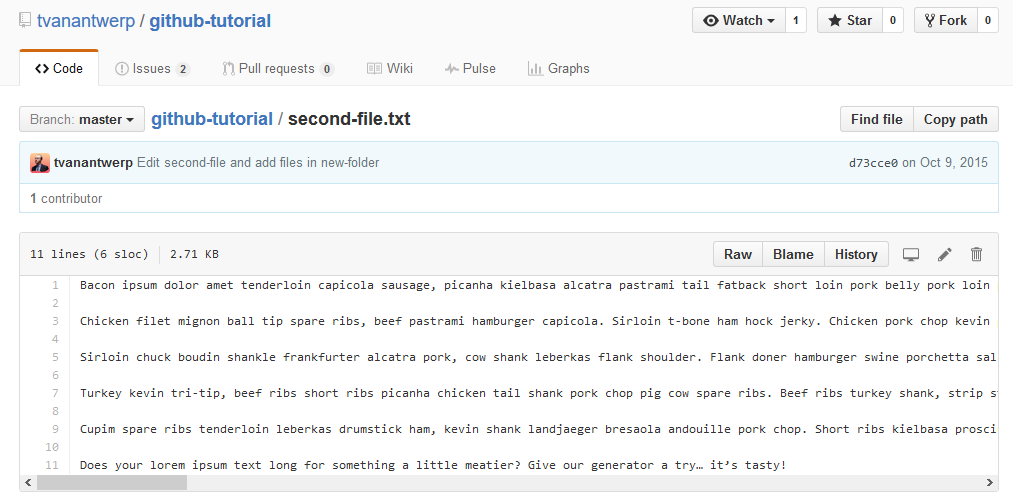 tvanantwerp / github-tutorial
Watch 1 Star 0 Fork 0
Code Issues 2 Pull requests 0 Wiki Pulse Graphs
Branch: master github-tutorial / second-file.txt Find file Copy path
tvanantwerp Edit second-file and add files in new-folder d73cce0 on Oct 9, 2015
1 contributor
11 lines (6 sloc) 2.71 KB Raw Blame History
1 Bacon ipsum dolor amet tenderloin capicola sausage, picanha kielbasa alcatra pastrami tail fatback short loin pork belly pork loin
2
3 Chicken filet mignon ball tip spare ribs, beef pastrami hamburger capicola. Sirloin t-bone ham hock jerky. Chicken pork chop kevin
4
5 Sirloin chuck boudin shankle frankfurter alcatra pork, cow shank leberkas flank shoulder. Flank doner hamburger swine porchetta sal
6
7 Turkey kevin tri-tip, beef ribs short ribs picanha chicken tail shank pork chop pig cow spare ribs. Beef ribs turkey shank, strip s
8
9 Cupim spare ribs tenderloin leberkas drumstick ham, kevin shank landjaeger bresaola andouille pork chop. Short ribs kielbasa prosci
10
11 Does your lorem ipsum text long for something a little meatier? Give our generator a try… it’s tasty!